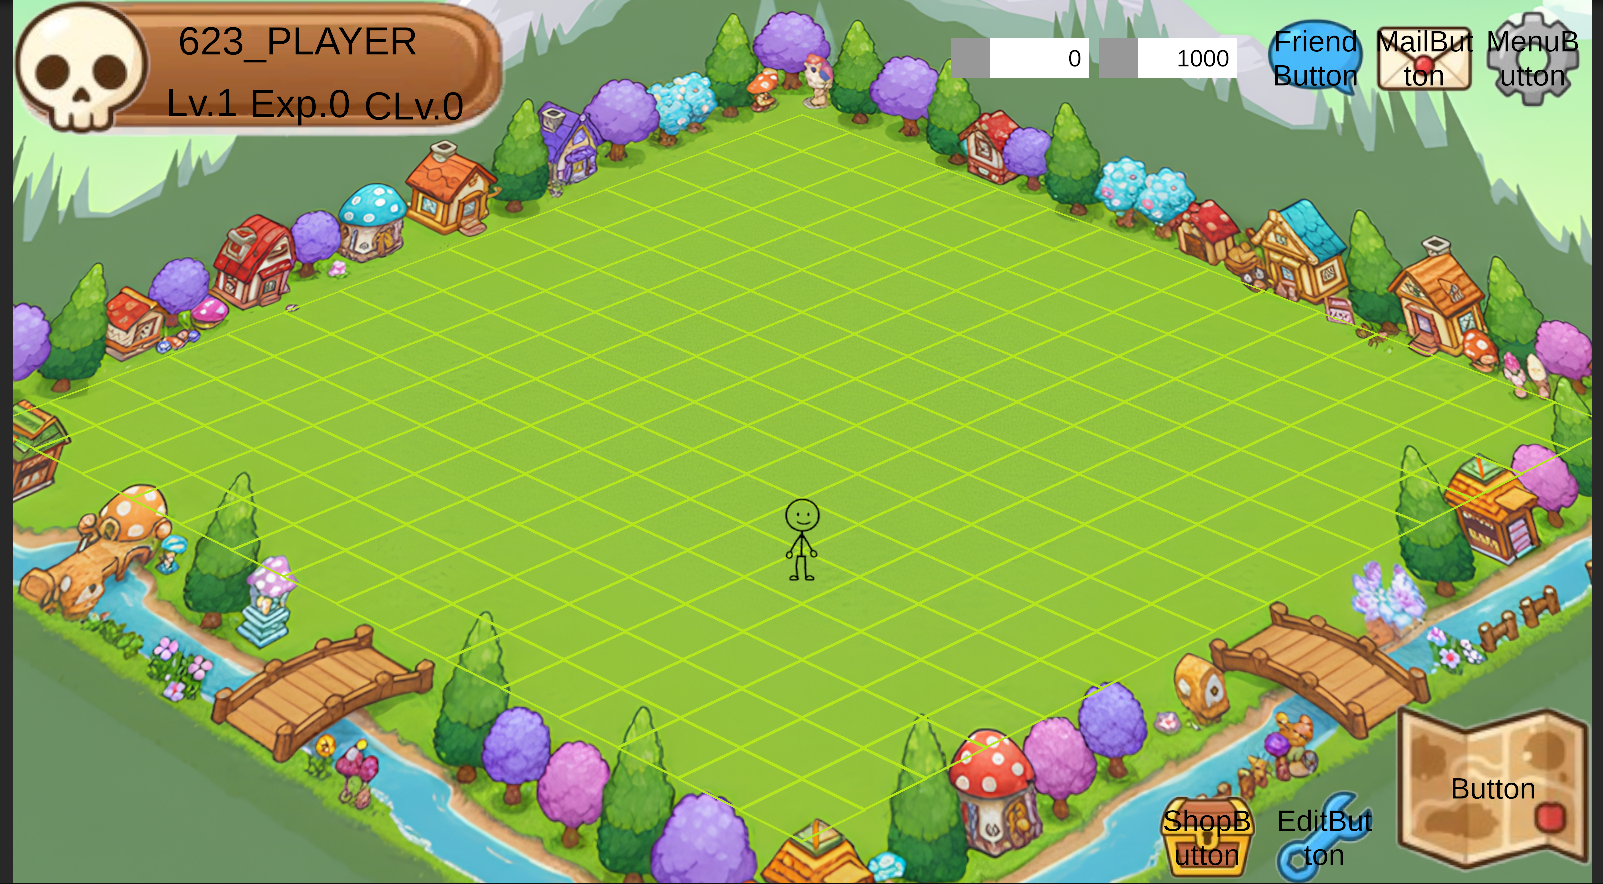 623_PLAYER
Lv.1 Exp.0 CLv.0
0
1000
Friend
Button
MailBut
ton
MenuB
utton
Button
ShopB
utton
EditBut
ton